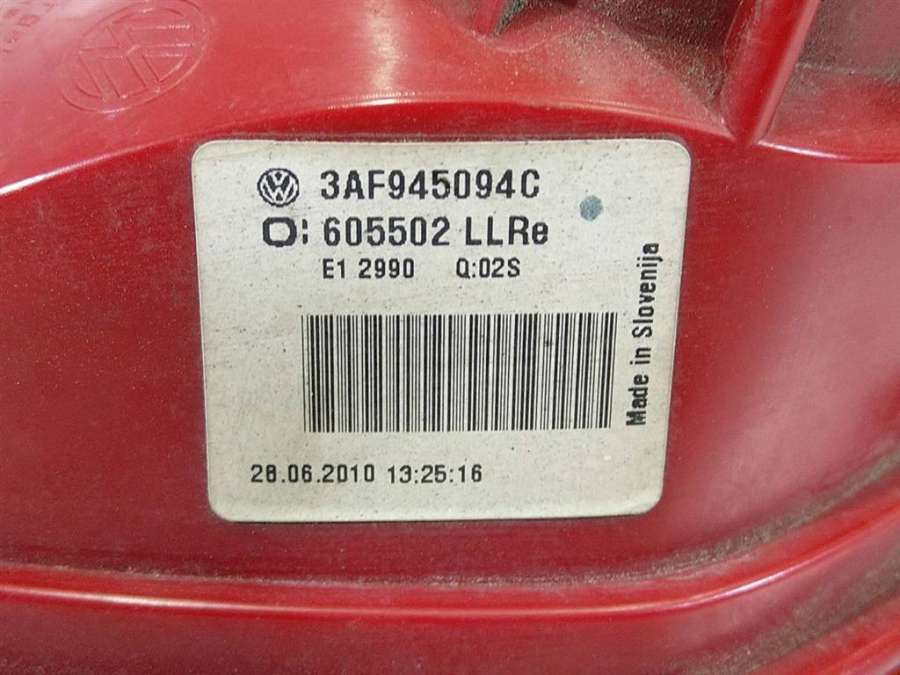 3AF945094C
O: 605502 LLRe
E1 2990 Q:02S
Made in Slovenija
28.06.2010 13:25:16